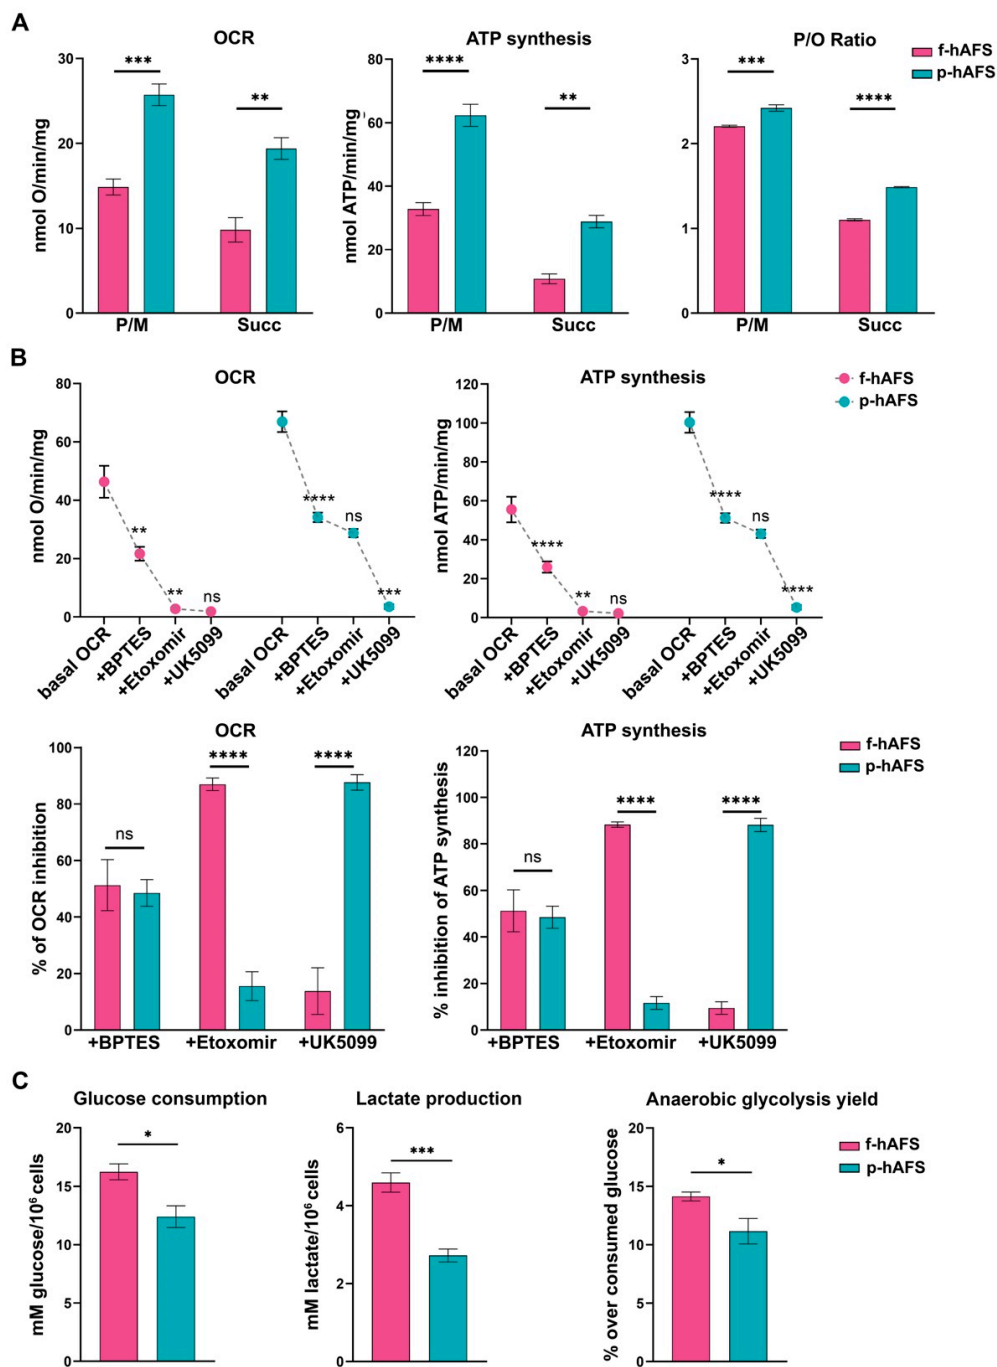 A
OCR
ATP synthesis
P/O Ratio
f-hAFS
p-hAFS
nmol O/min/mg
30
20
10
0
***
**
P/M
Succ
nmol ATP/min/mg
80
60
40
20
0
****
**
P/M
Succ
3
2
1
0
***
****
P/M
Succ
B
OCR
ATP synthesis
f-hAFS
p-hAFS
nmol O/min/mg
80
60
40
20
0
**
**
ns
****
ns
***
basal OCR
+BPTES
+Etoxomir
+UK5099
basal OCR
+BPTES
+Etoxomir
+UK5099
nmol ATP/min/mg
120
100
80
60
40
20
0
****
**
ns
****
ns
****
basal OCR
+BPTES
+Etoxomir
+UK5099
basal OCR
+BPTES
+Etoxomir
+UK5099
OCR
ATP synthesis
f-hAFS
p-hAFS
% of OCR inhibition
100
80
60
40
20
0
ns
****
****
+BPTES
+Etoxomir
+UK5099
% inhibition of ATP synthesis
120
100
80
60
40
20
0
ns
****
****
+BPTES
+Etoxomir
+UK5099
C
Glucose consumption
Lactate production
Anaerobic glycolysis yield
f-hAFS
p-hAFS
mM glucose/10⁶ cells
20
15
10
5
0
*
mM lactate/10⁶ cells
6
4
2
0
***
% over consumed glucose
20
15
10
5
0
*